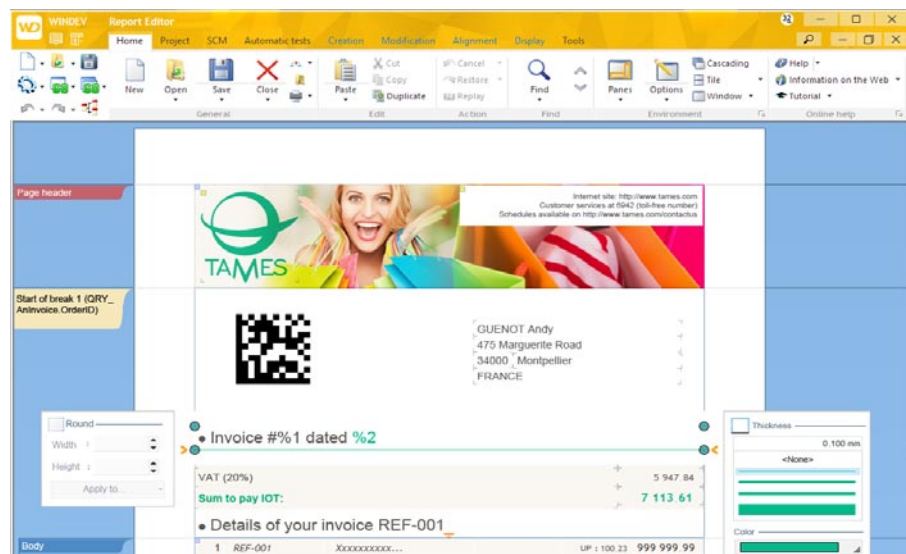 WD WINDEV Report Editor
Home Project SCM Automatic tests Creation Modification Alignment Display Tools
New Open Save Close Paste Cut Copy Duplicate Cancel Restore Replay Find Panes Options Cascading Tile Window Help Information on the Web Tutorial
General Edit Action Find Environment Online help
Page header
Internet site: http://www.tames.com
Customer services at 6942 (toll-free number)
Schedules available on http://www.tames.com/contactus
TAMES
Start of break 1 (QRY_
AnInvoice.OrderID)
GUENOT Andy
475 Marguerite Road
34000 Montpellier
FRANCE
Round
Width :
Height :
Apply to...
• Invoice #%1 dated %2
Thickness
0.100 mm
<None>
VAT (20%) 5 947 84
Sum to pay IOT: 7 113.61
• Details of your invoice REF-001
Color
Body
1 REF-001 Xxxxxxxxxx... UP : 100 23 999 999 99